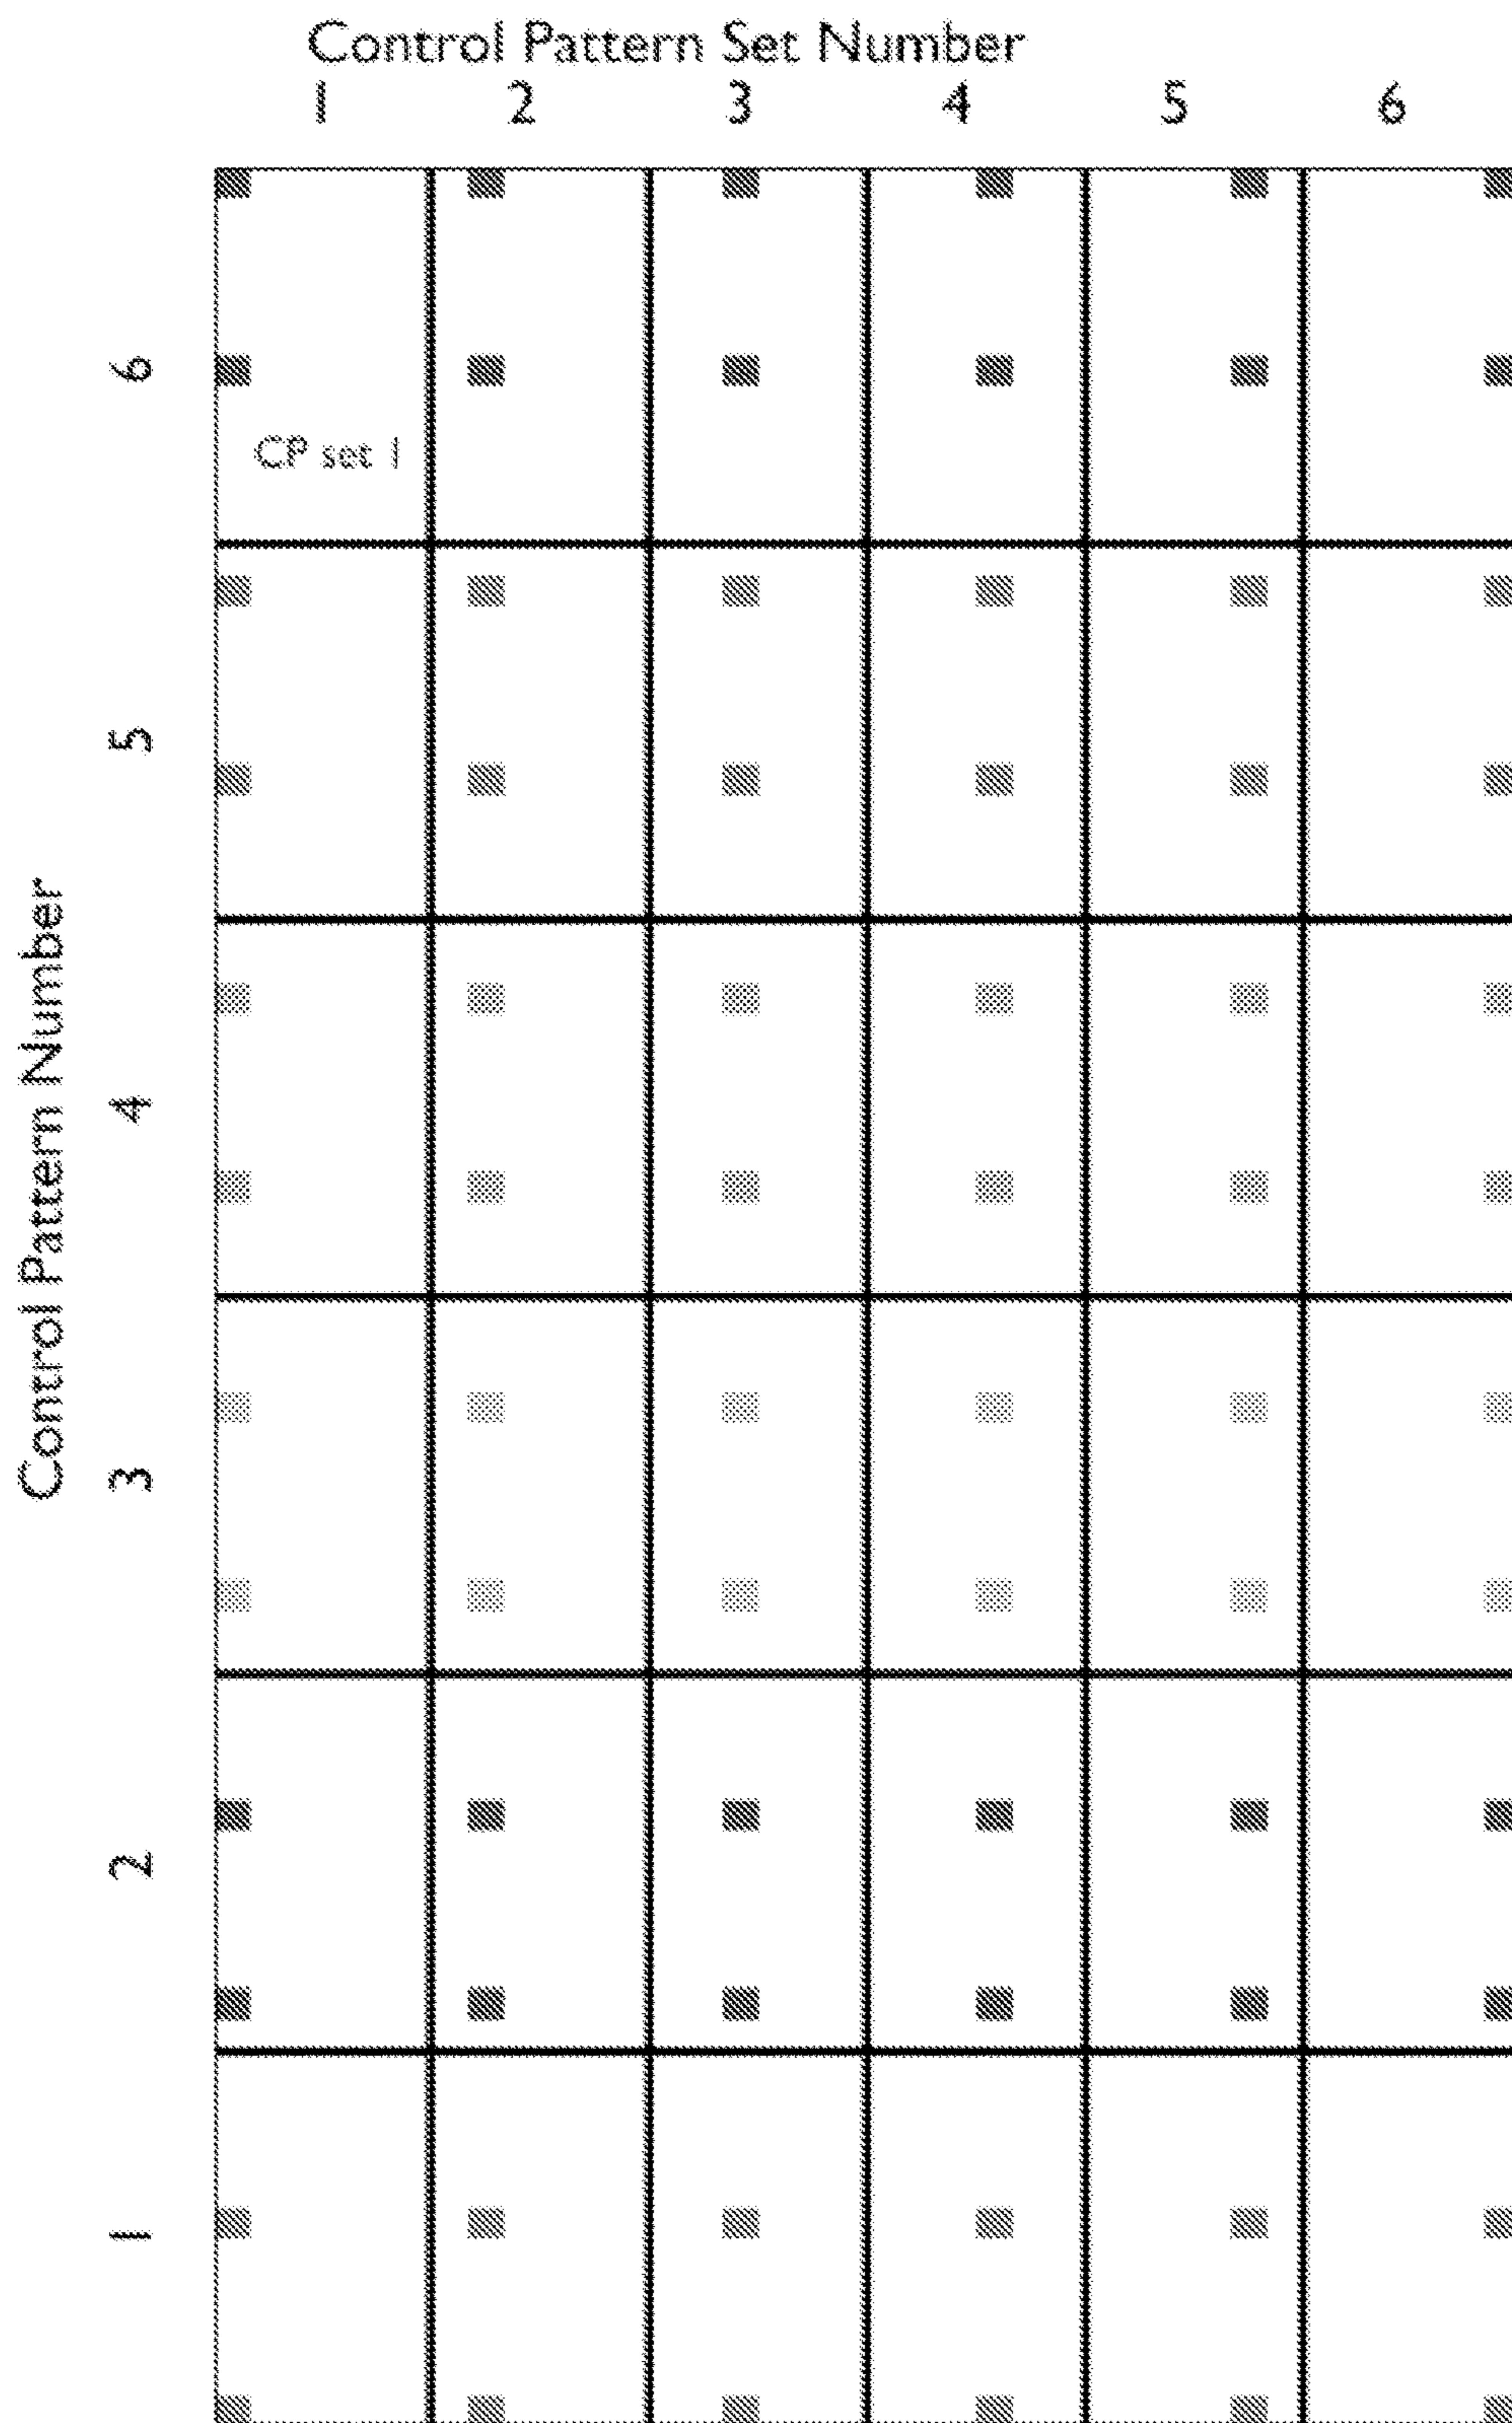 Control Pattern Set Number
1 2 3 4 5 6
Control Pattern Number
6
CP set 1
5
4
3
2
1